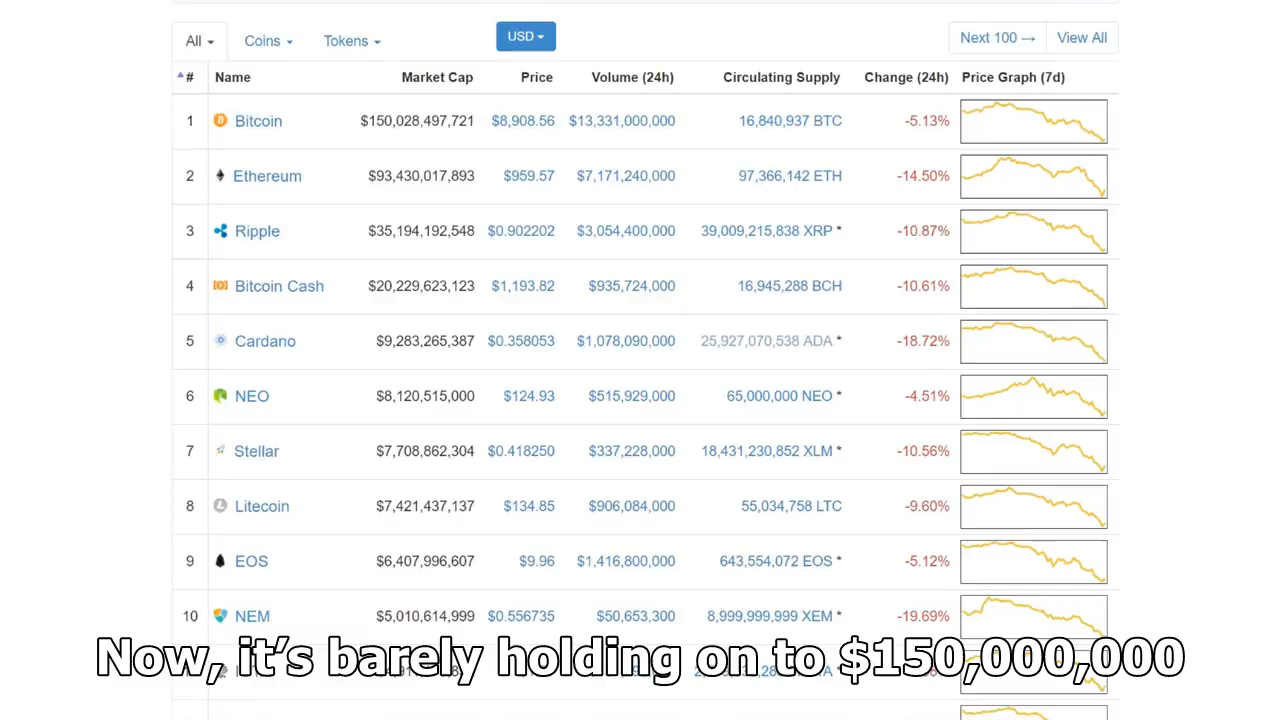 All Coins Tokens USD Next 100 → View All
# Name Market Cap Price Volume (24h) Circulating Supply Change (24h) Price Graph (7d)
1 Bitcoin $150,028,497,721 $8,908.56 $13,331,000,000 16,840,937 BTC -5.13%
2 Ethereum $93,430,017,893 $959.57 $7,171,240,000 97,366,142 ETH -14.50%
3 Ripple $35,194,192,548 $0.902202 $3,054,400,000 39,009,215,838 XRP * -10.87%
4 Bitcoin Cash $20,229,623,123 $1,193.82 $935,724,000 16,945,288 BCH -10.61%
5 Cardano $9,283,265,387 $0.358053 $1,078,090,000 25,927,070,538 ADA * -18.72%
6 NEO $8,120,515,000 $124.93 $515,929,000 65,000,000 NEO * -4.51%
7 Stellar $7,708,862,304 $0.418250 $337,228,000 18,431,230,852 XLM * -10.56%
8 Litecoin $7,421,437,137 $134.85 $906,084,000 55,034,758 LTC -9.60%
9 EOS $6,407,996,607 $9.96 $1,416,800,000 643,554,072 EOS * -5.12%
10 NEM $5,010,614,999 $0.556735 $50,653,300 8,999,999,999 XEM * -19.69%
Now, it's barely holding on to $150,000,000